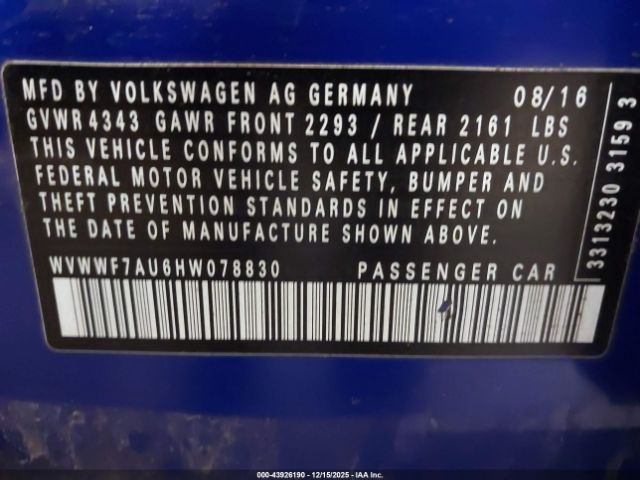 MFD BY VOLKSWAGEN AG GERMANY 08/16
GVWR 4343 GAWR FRONT 2293 / REAR 2161 LBS
THIS VEHICLE CONFORMS TO ALL APPLICABLE U.S.
FEDERAL MOTOR VEHICLE SAFETY, BUMPER AND
THEFT PREVENTION STANDARDS IN EFFECT ON
THE DATE OF MANUFACTURE SHOWN ABOVE.
WVWWF7AU6HW078830 PASSENGER CAR
3313230 3159 3
000-43926190 - 12/15/2025 - IAA Inc.